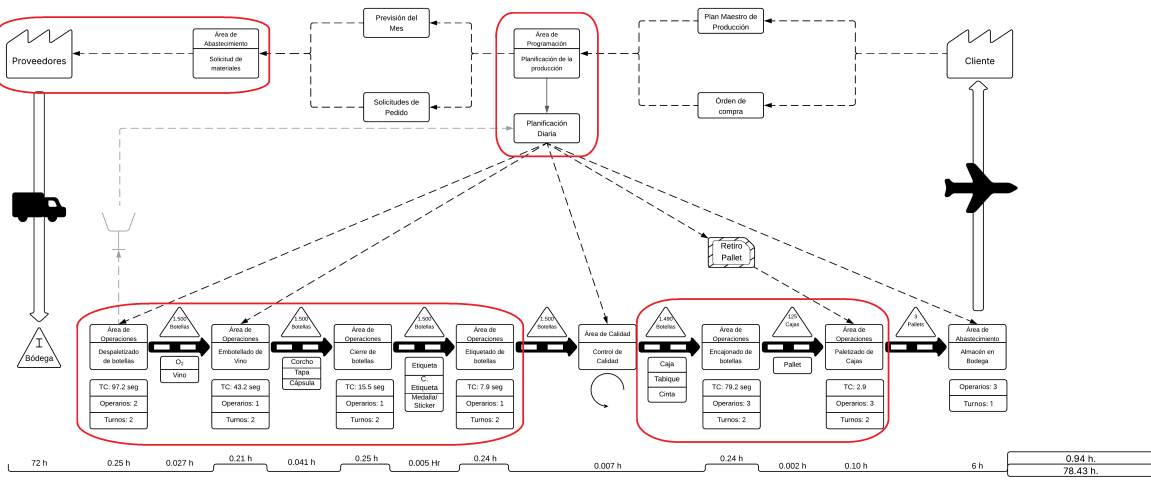 Proveedores
Área de
Abastecimiento
Solicitud de
materiales
Previsión del
Mes
Solicitudes de
Pedido
Área de
Programación
Planificación de la
producción
Planificación
Diaria
Plan Maestro de
Producción
Órden de
compra
Cliente
Retiro
Pallet
I
Bódega
Área de
Operaciones
Despaletizado
de botellas
TC: 97.2 seg
Operarios: 2
Turnos: 2
1.500
Botellas
O₂
Vino
Área de
Operaciones
Embotellado de
Vino
TC: 43.2 seg
Operarios: 1
Turnos: 2
1.500
Botellas
Corcho
Tapa
Cápsula
Área de
Operaciones
Cierre de
botellas
TC: 15.5 seg
Operarios: 1
Turnos: 2
1.500
Botellas
Etiqueta
C.
Etiqueta
Medalla/
Sticker
Área de
Operaciones
Etiquetado de
botellas
TC: 7.9 seg
Operarios: 1
Turnos: 2
1.500
Botellas
Área de Calidad
Control de
Calidad
1.490
Botellas
Caja
Tabique
Cinta
Área de
Operaciones
Encajonado de
botellas
TC: 79.2 seg
Operarios: 3
Turnos: 2
125
Cajas
Pallet
Área de
Operaciones
Paletizado de
Cajas
TC: 2.9
Operarios: 3
Turnos: 2
3
Pallets
Área de
Abastecimiento
Almacén en
Bodega
Operarios: 3
Turnos: 1
72 h
0.25 h
0.027 h
0.21 h
0.041 h
0.25 h
0.005 Hr
0.24 h
0.007 h
0.24 h
0.002 h
0.10 h
6 h
0.94 h.
78.43 h.